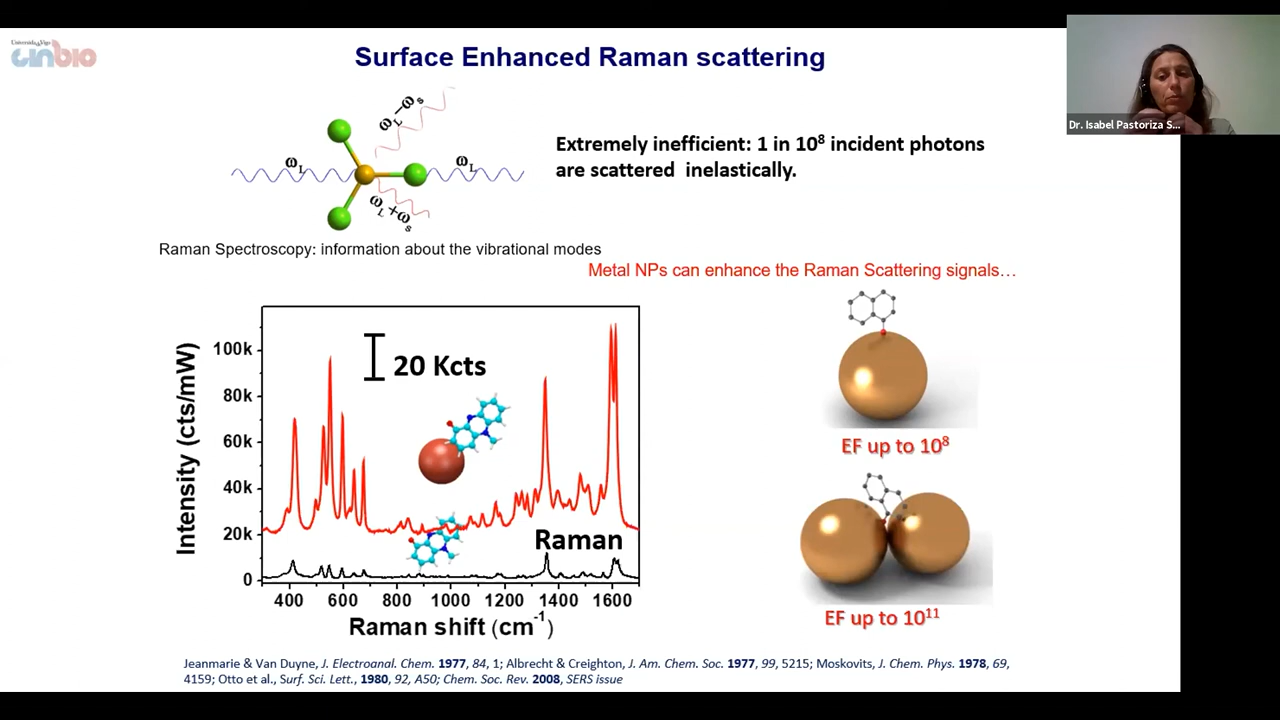 UniversidadeVigo
cinbio
Surface Enhanced Raman scattering
Dr. Isabel Pastoriza S...
ωL
ωL−ωs
ωL
ωL+ωs
Extremely inefficient: 1 in 10⁸ incident photons
are scattered inelastically.
Raman Spectroscopy: information about the vibrational modes
Metal NPs can enhance the Raman Scattering signals…
Intensity (cts/mW)
100k
80k
60k
40k
20k
0
20 Kcts
Raman
400 600 800 1000 1200 1400 1600
Raman shift (cm⁻¹)
EF up to 10⁸
EF up to 10¹¹
Jeanmarie & Van Duyne, J. Electroanal. Chem. 1977, 84, 1; Albrecht & Creighton, J. Am. Chem. Soc. 1977, 99, 5215; Moskovits, J. Chem. Phys. 1978, 69,
4159; Otto et al., Surf. Sci. Lett., 1980, 92, A50; Chem. Soc. Rev. 2008, SERS issue